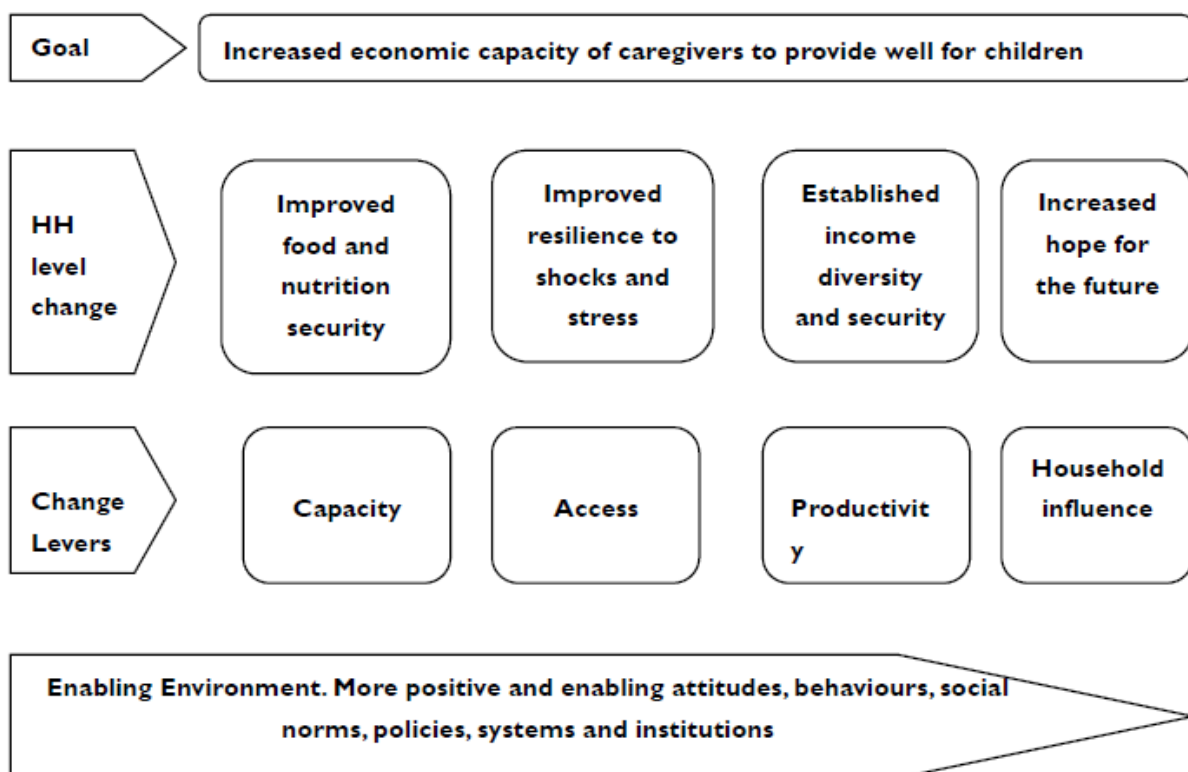 Goal
Increased economic capacity of caregivers to provide well for children
HH
level
change
Improved
food and
nutrition
security
Improved
resilience to
shocks and
stress
Established
income
diversity
and security
Increased
hope for
the future
Change
Levers
Capacity
Access
Productivit
y
Household
influence
Enabling Environment. More positive and enabling attitudes, behaviours, social
norms, policies, systems and institutions